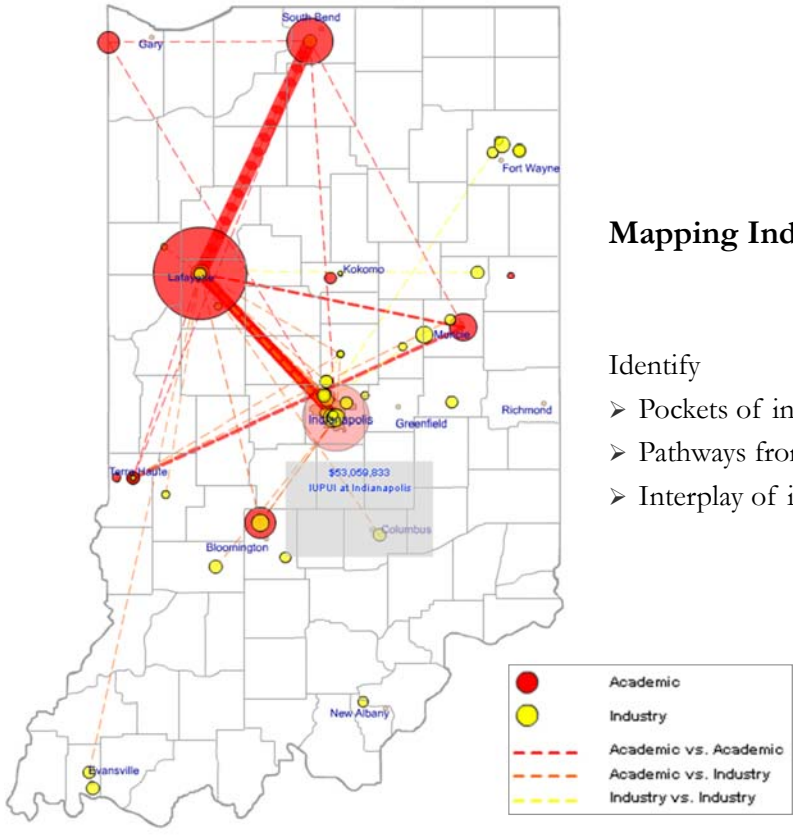 South Bend
Gary
Fort Wayne
Mapping Ind
Lafayette
Kokomo
Muncie
Identify
Richmond
➢ Pockets of in
Indianapolis
Greenfield
➢ Pathways fro
Terre Haute
$53,059,833
IUPUI at Indianapolis
➢ Interplay of i
Columbus
Bloomington
Academic
New Albany
Industry
Academic vs. Academic
Evansville
Academic vs. Industry
Industry vs. Industry